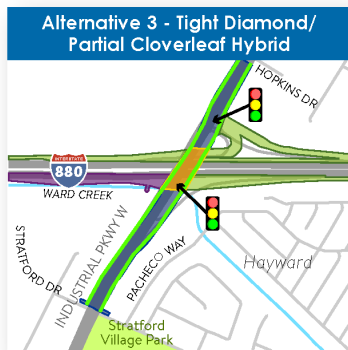 Alternative 3 - Tight Diamond/
Partial Cloverleaf Hybrid
HOPKINS DR
INTERSTATE
880
WARD CREEK
STRATFORD DR
INDUSTRIAL PKWY W
PACHECO WAY
Hayward
Stratford
Village Park